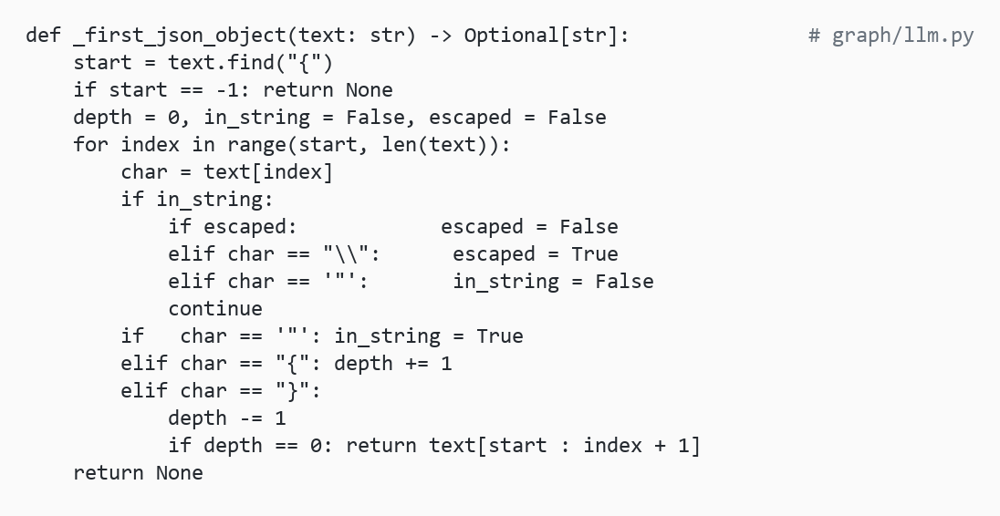 def _first_json_object(text: str) -> Optional[str]:               # graph/llm.py
    start = text.find("{")
    if start == -1: return None
    depth = 0, in_string = False, escaped = False
    for index in range(start, len(text)):
        char = text[index]
        if in_string:
            if escaped:            escaped = False
            elif char == "\\":      escaped = True
            elif char == '"':       in_string = False
            continue
        if   char == '"': in_string = True
        elif char == "{": depth += 1
        elif char == "}":
            depth -= 1
            if depth == 0: return text[start : index + 1]
    return None